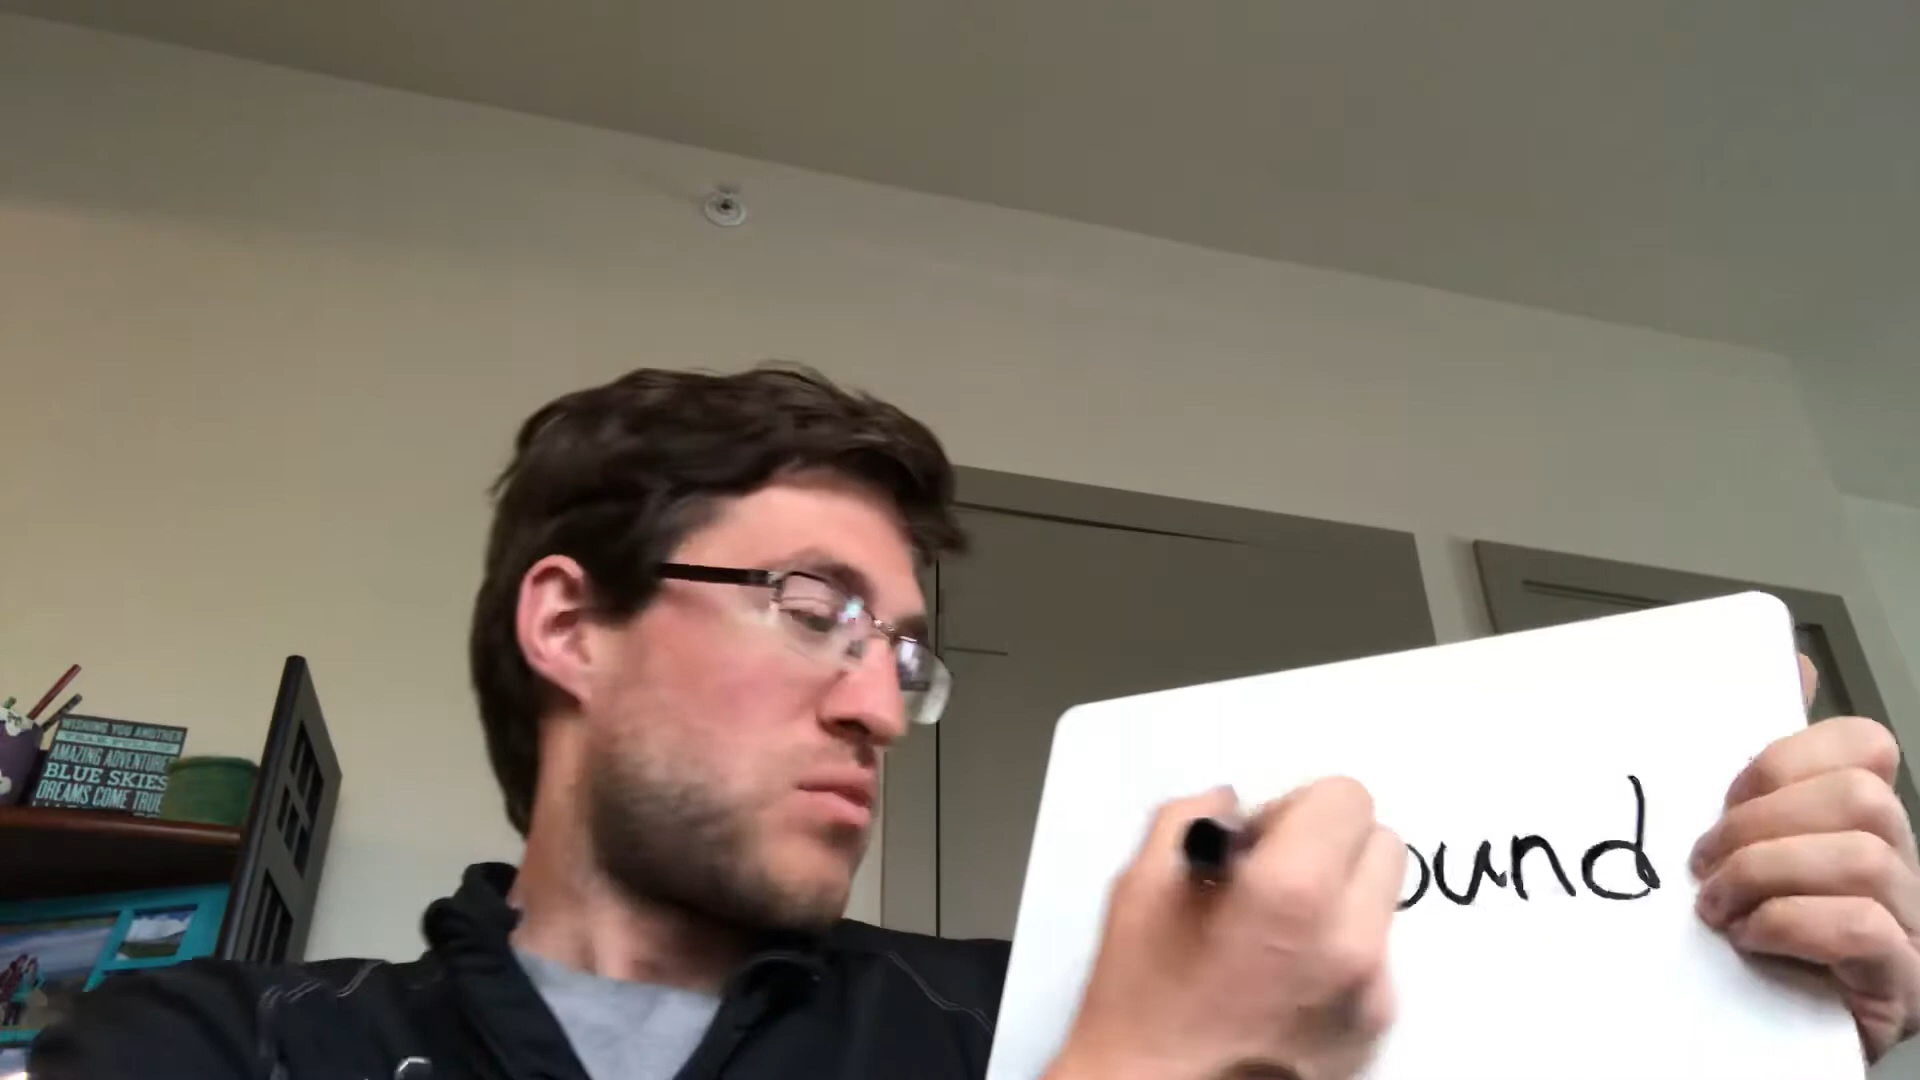 WISHING YOU ANOTHER
AMAZING ADVENTURE
BLUE SKIES
DREAMS COME TRUE
ound